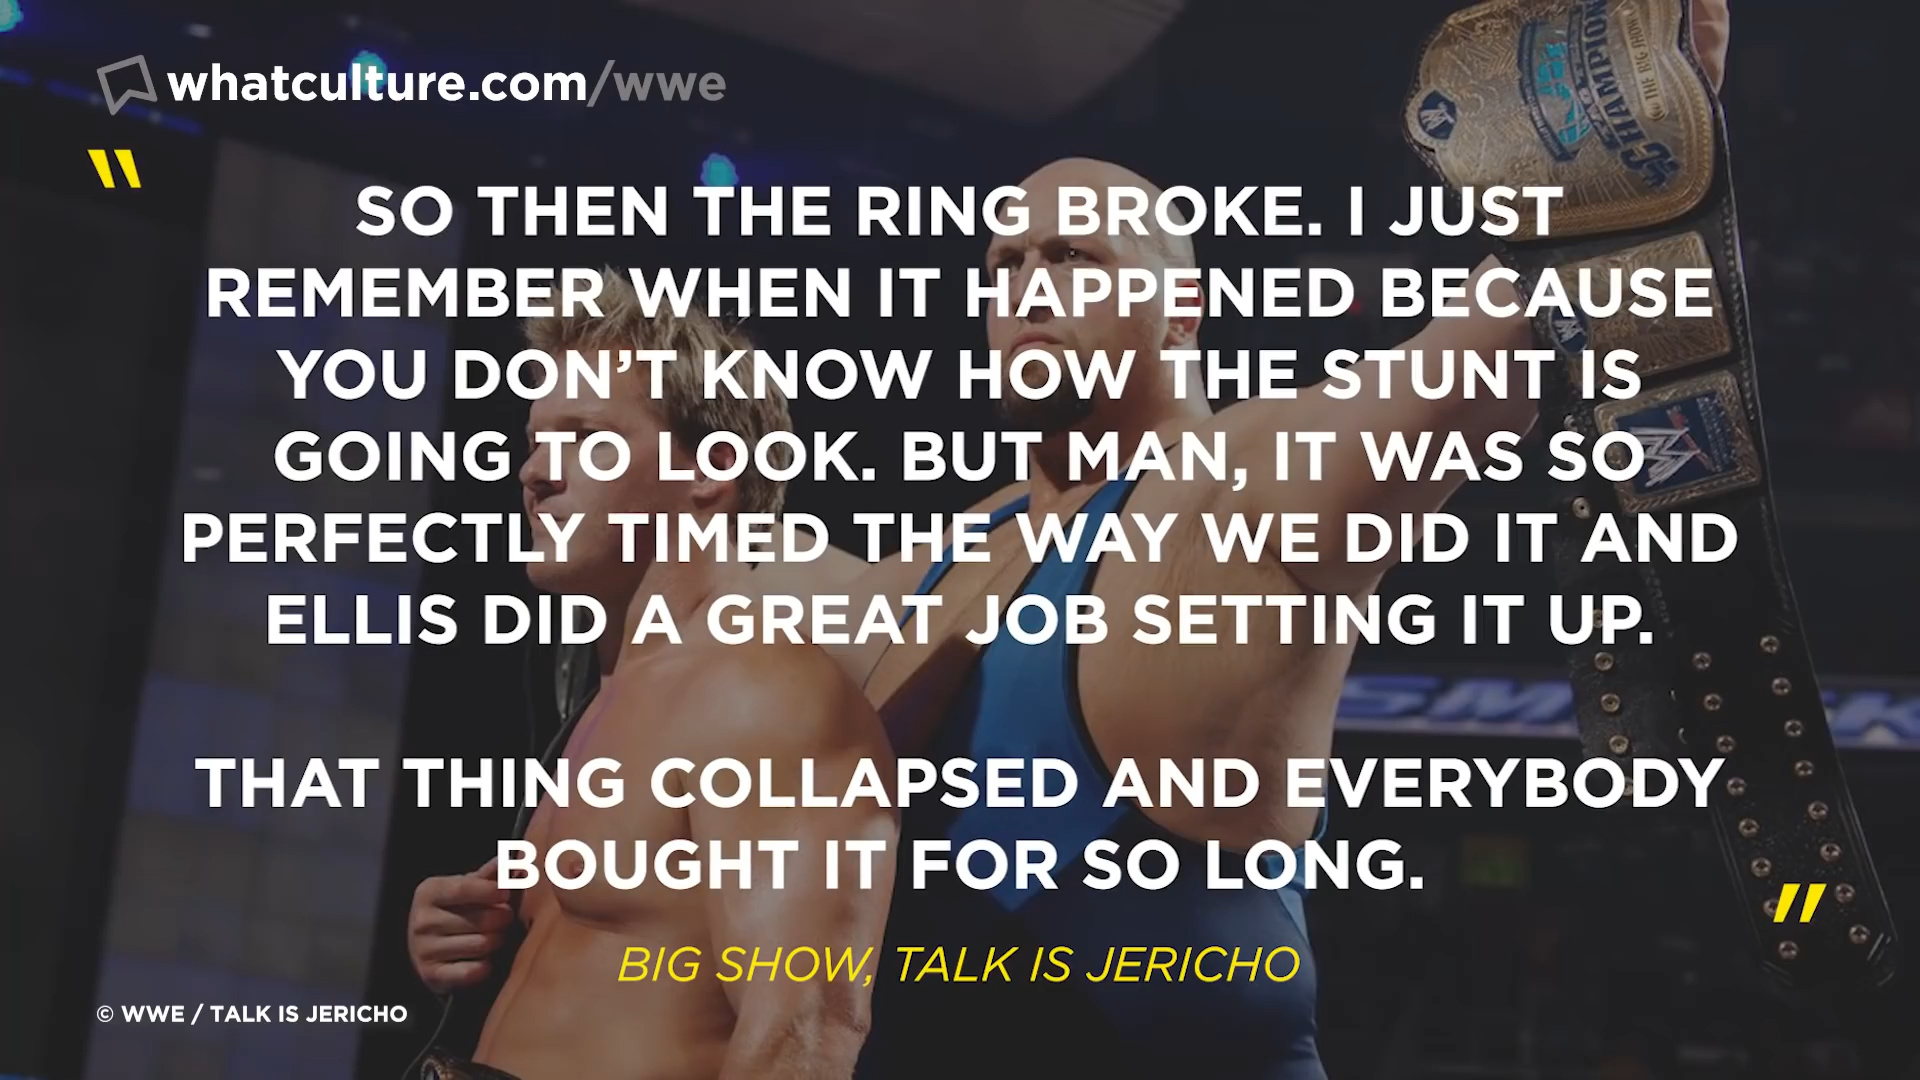 whatculture.com/wwe
"
SO THEN THE RING BROKE. I JUST
REMEMBER WHEN IT HAPPENED BECAUSE
YOU DON’T KNOW HOW THE STUNT IS
GOING TO LOOK. BUT MAN, IT WAS SO
PERFECTLY TIMED THE WAY WE DID IT AND
ELLIS DID A GREAT JOB SETTING IT UP.
THAT THING COLLAPSED AND EVERYBODY
BOUGHT IT FOR SO LONG.
"
BIG SHOW, TALK IS JERICHO
© WWE / TALK IS JERICHO
THE BIG SHOW
CHAMPION